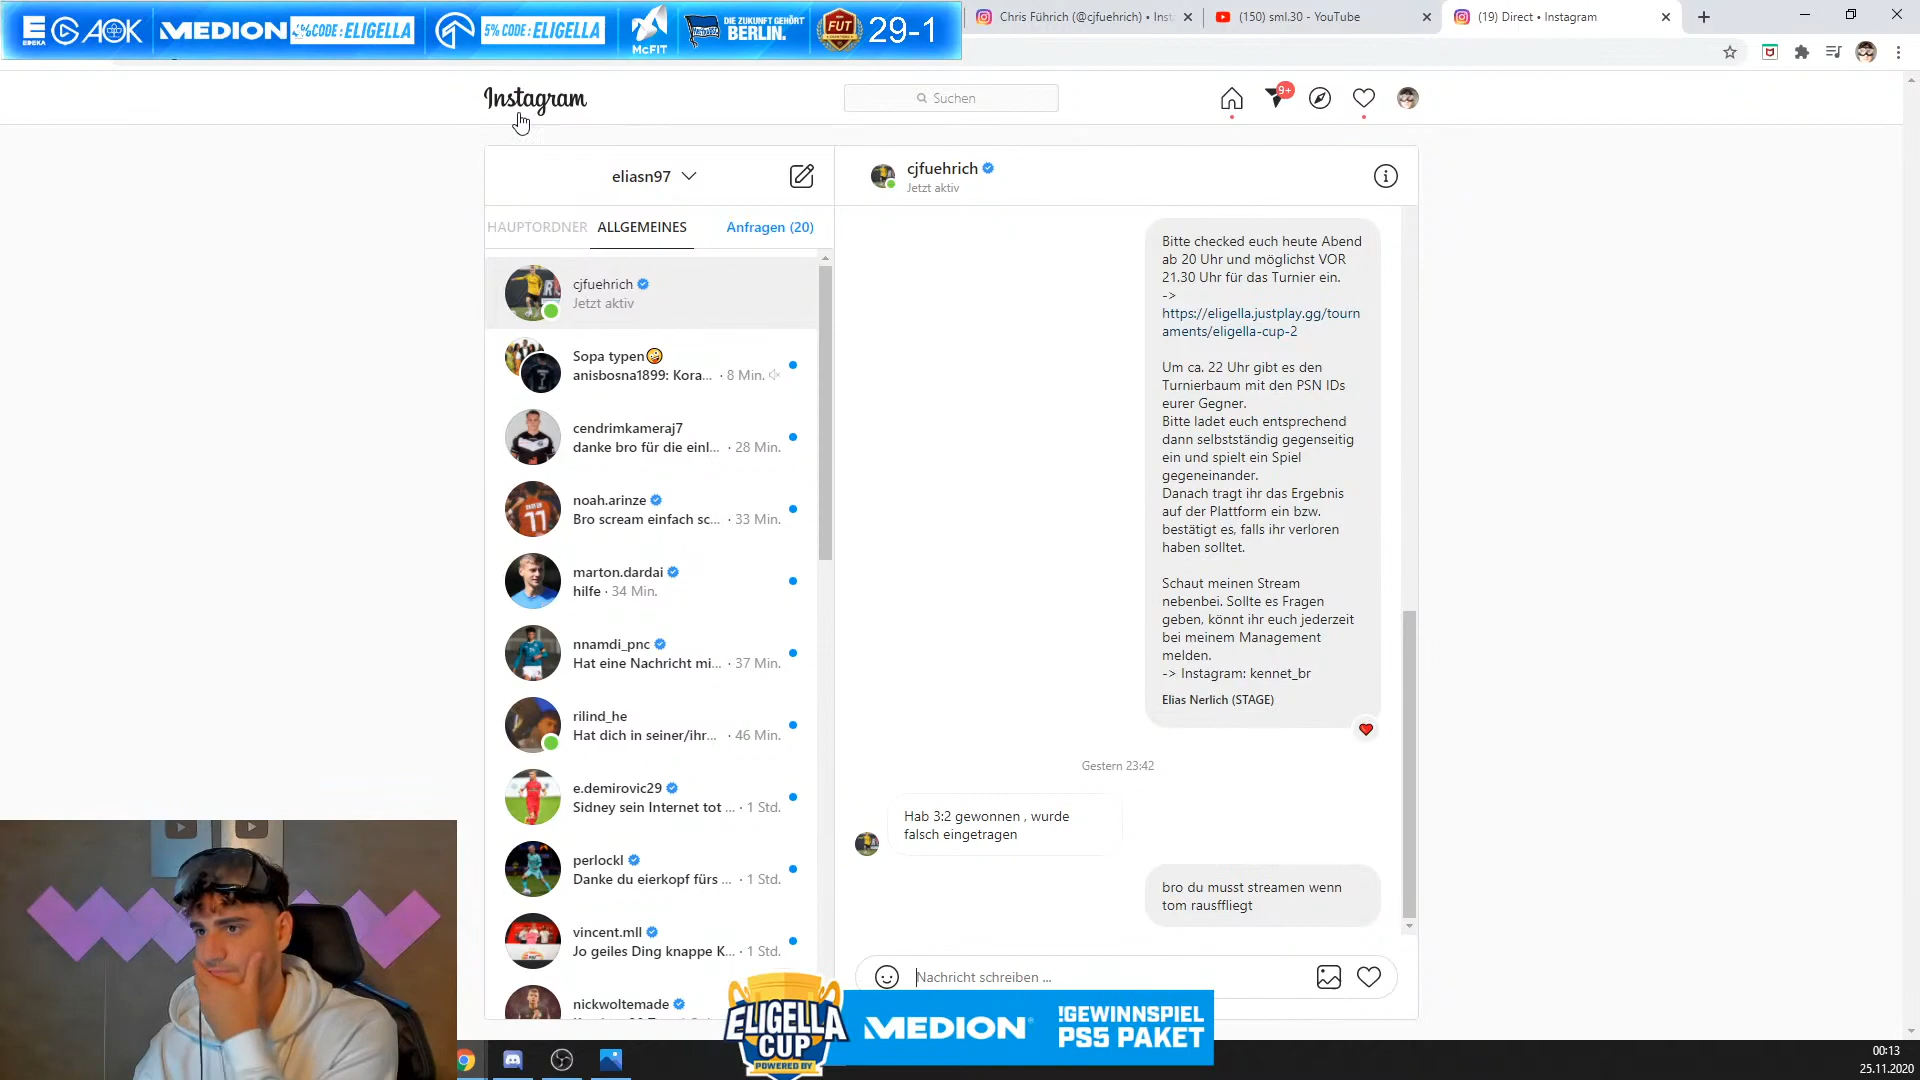 EDEKA
AOK
MEDION
CODE: ELIGELLA
5% CODE: ELIGELLA
McFIT
DIE ZUKUNFT GEHÖRT
BERLIN.
FUT
29-1
Chris Führich (@cjfuehrich) • Inst
(150) sml.30 - YouTube
(19) Direct • Instagram
Instagram
Suchen
9+
eliasn97
HAUPTORDNER
ALLGEMEINES
Anfragen (20)
cjfuehrich
Jetzt aktiv
Sopa typen🤪
anisbosna1899: Kora... · 8 Min.
cendrimkameraj7
danke bro für die einl... · 28 Min.
noah.arinze
Bro scream einfach sc... · 33 Min.
marton.dardai
hilfe · 34 Min.
nnamdi_pnc
Hat eine Nachricht mi... · 37 Min.
rilind_he
Hat dich in seiner/ihr... · 46 Min.
e.demirovic29
Sidney sein Internet tot ... · 1 Std.
perlockl
Danke du eierkopf fürs ... · 1 Std.
vincent.mll
Jo geiles Ding knappe K... · 1 Std.
nickwoltemade
cjfuehrich
Jetzt aktiv
Bitte checked euch heute Abend
ab 20 Uhr und möglichst VOR
21.30 Uhr für das Turnier ein.
->
https://eligella.justplay.gg/tourn
aments/eligella-cup-2
Um ca. 22 Uhr gibt es den
Turnierbaum mit den PSN IDs
eurer Gegner.
Bitte ladet euch entsprechend
dann selbstständig gegenseitig
ein und spielt ein Spiel
gegeneinander.
Danach tragt ihr das Ergebnis
auf der Plattform ein bzw.
bestätigt es, falls ihr verloren
haben solltet.
Schaut meinen Stream
nebenbei. Sollte es Fragen
geben, könnt ihr euch jederzeit
bei meinem Management
melden.
-> Instagram: kennet_br
Elias Nerlich (STAGE)
Gestern 23:42
Hab 3:2 gewonnen , wurde
falsch eingetragen
bro du musst streamen wenn
tom rausffliegt
Nachricht schreiben ...
ELIGELLA
CUP
POWERED BY
MEDION
!GEWINNSPIEL
PS5 PAKET
00:13
25.11.2020